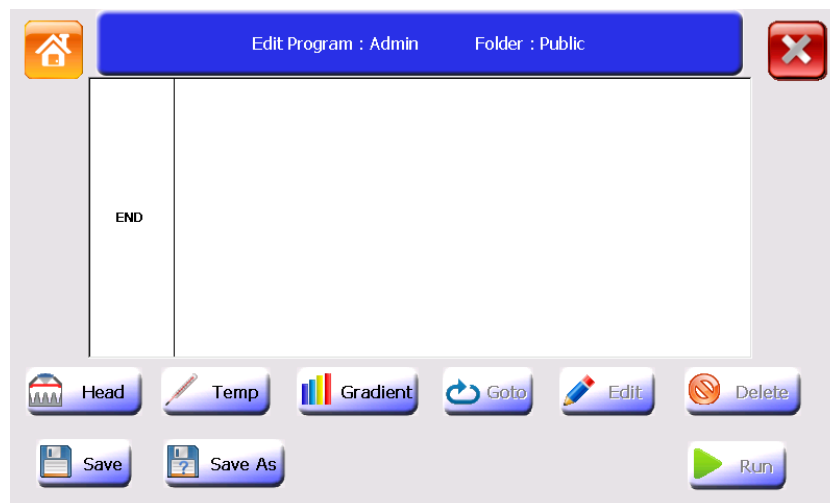 Edit Program : Admin Folder : Public
END
Head Temp Gradient Goto Edit Delete
Save ? Save As Run